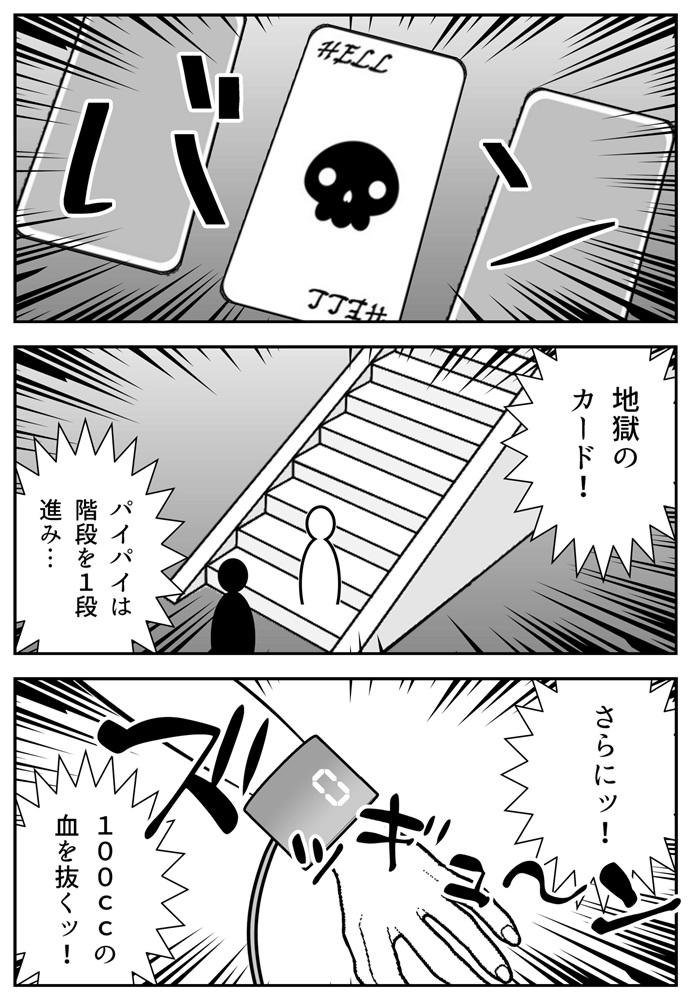 HELL
HELL
バン
地獄の
カード！
パイパイは
階段を１段
進み…
さらにッ！
ズッギュ～ン
0
１００ｃｃの
血を抜くッ！